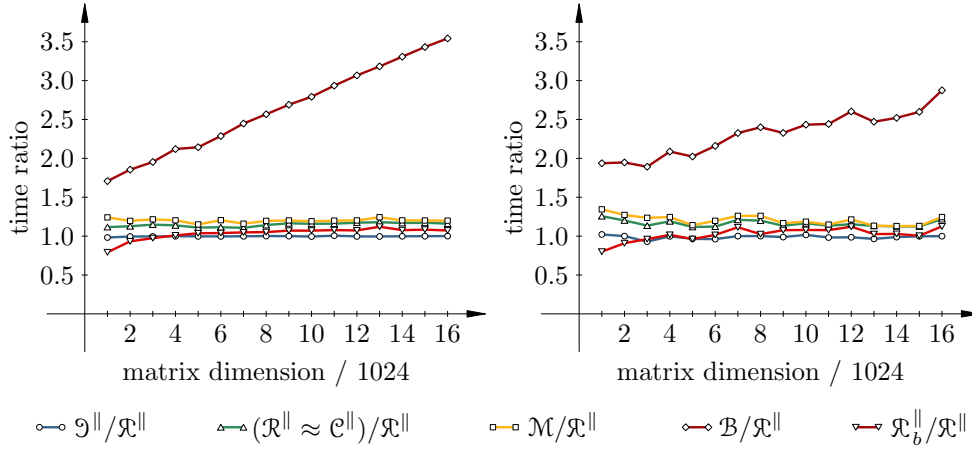 3.5
3.0
2.5
2.0
1.5
1.0
0.5
time ratio
2 4 6 8 10 12 14 16
matrix dimension / 1024
3.5
3.0
2.5
2.0
1.5
1.0
0.5
time ratio
2 4 6 8 10 12 14 16
matrix dimension / 1024
ℐ^∥/ℛ^∥
(ℛ^∥ ≈ 𝒞^∥)/ℛ^∥
ℳ/ℛ^∥
ℬ/ℛ^∥
ℛ_b^∥/ℛ^∥